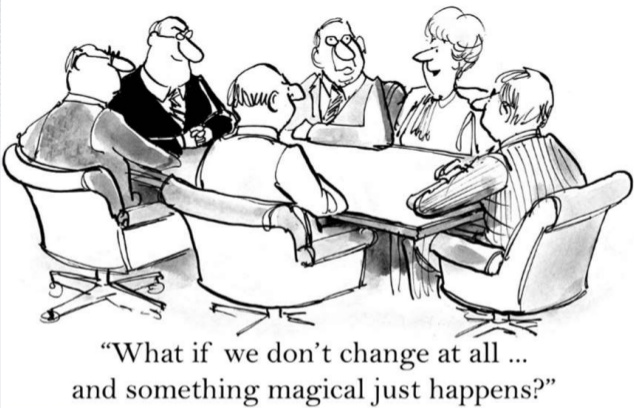 “What if we don’t change at all ...
and something magical just happens?”